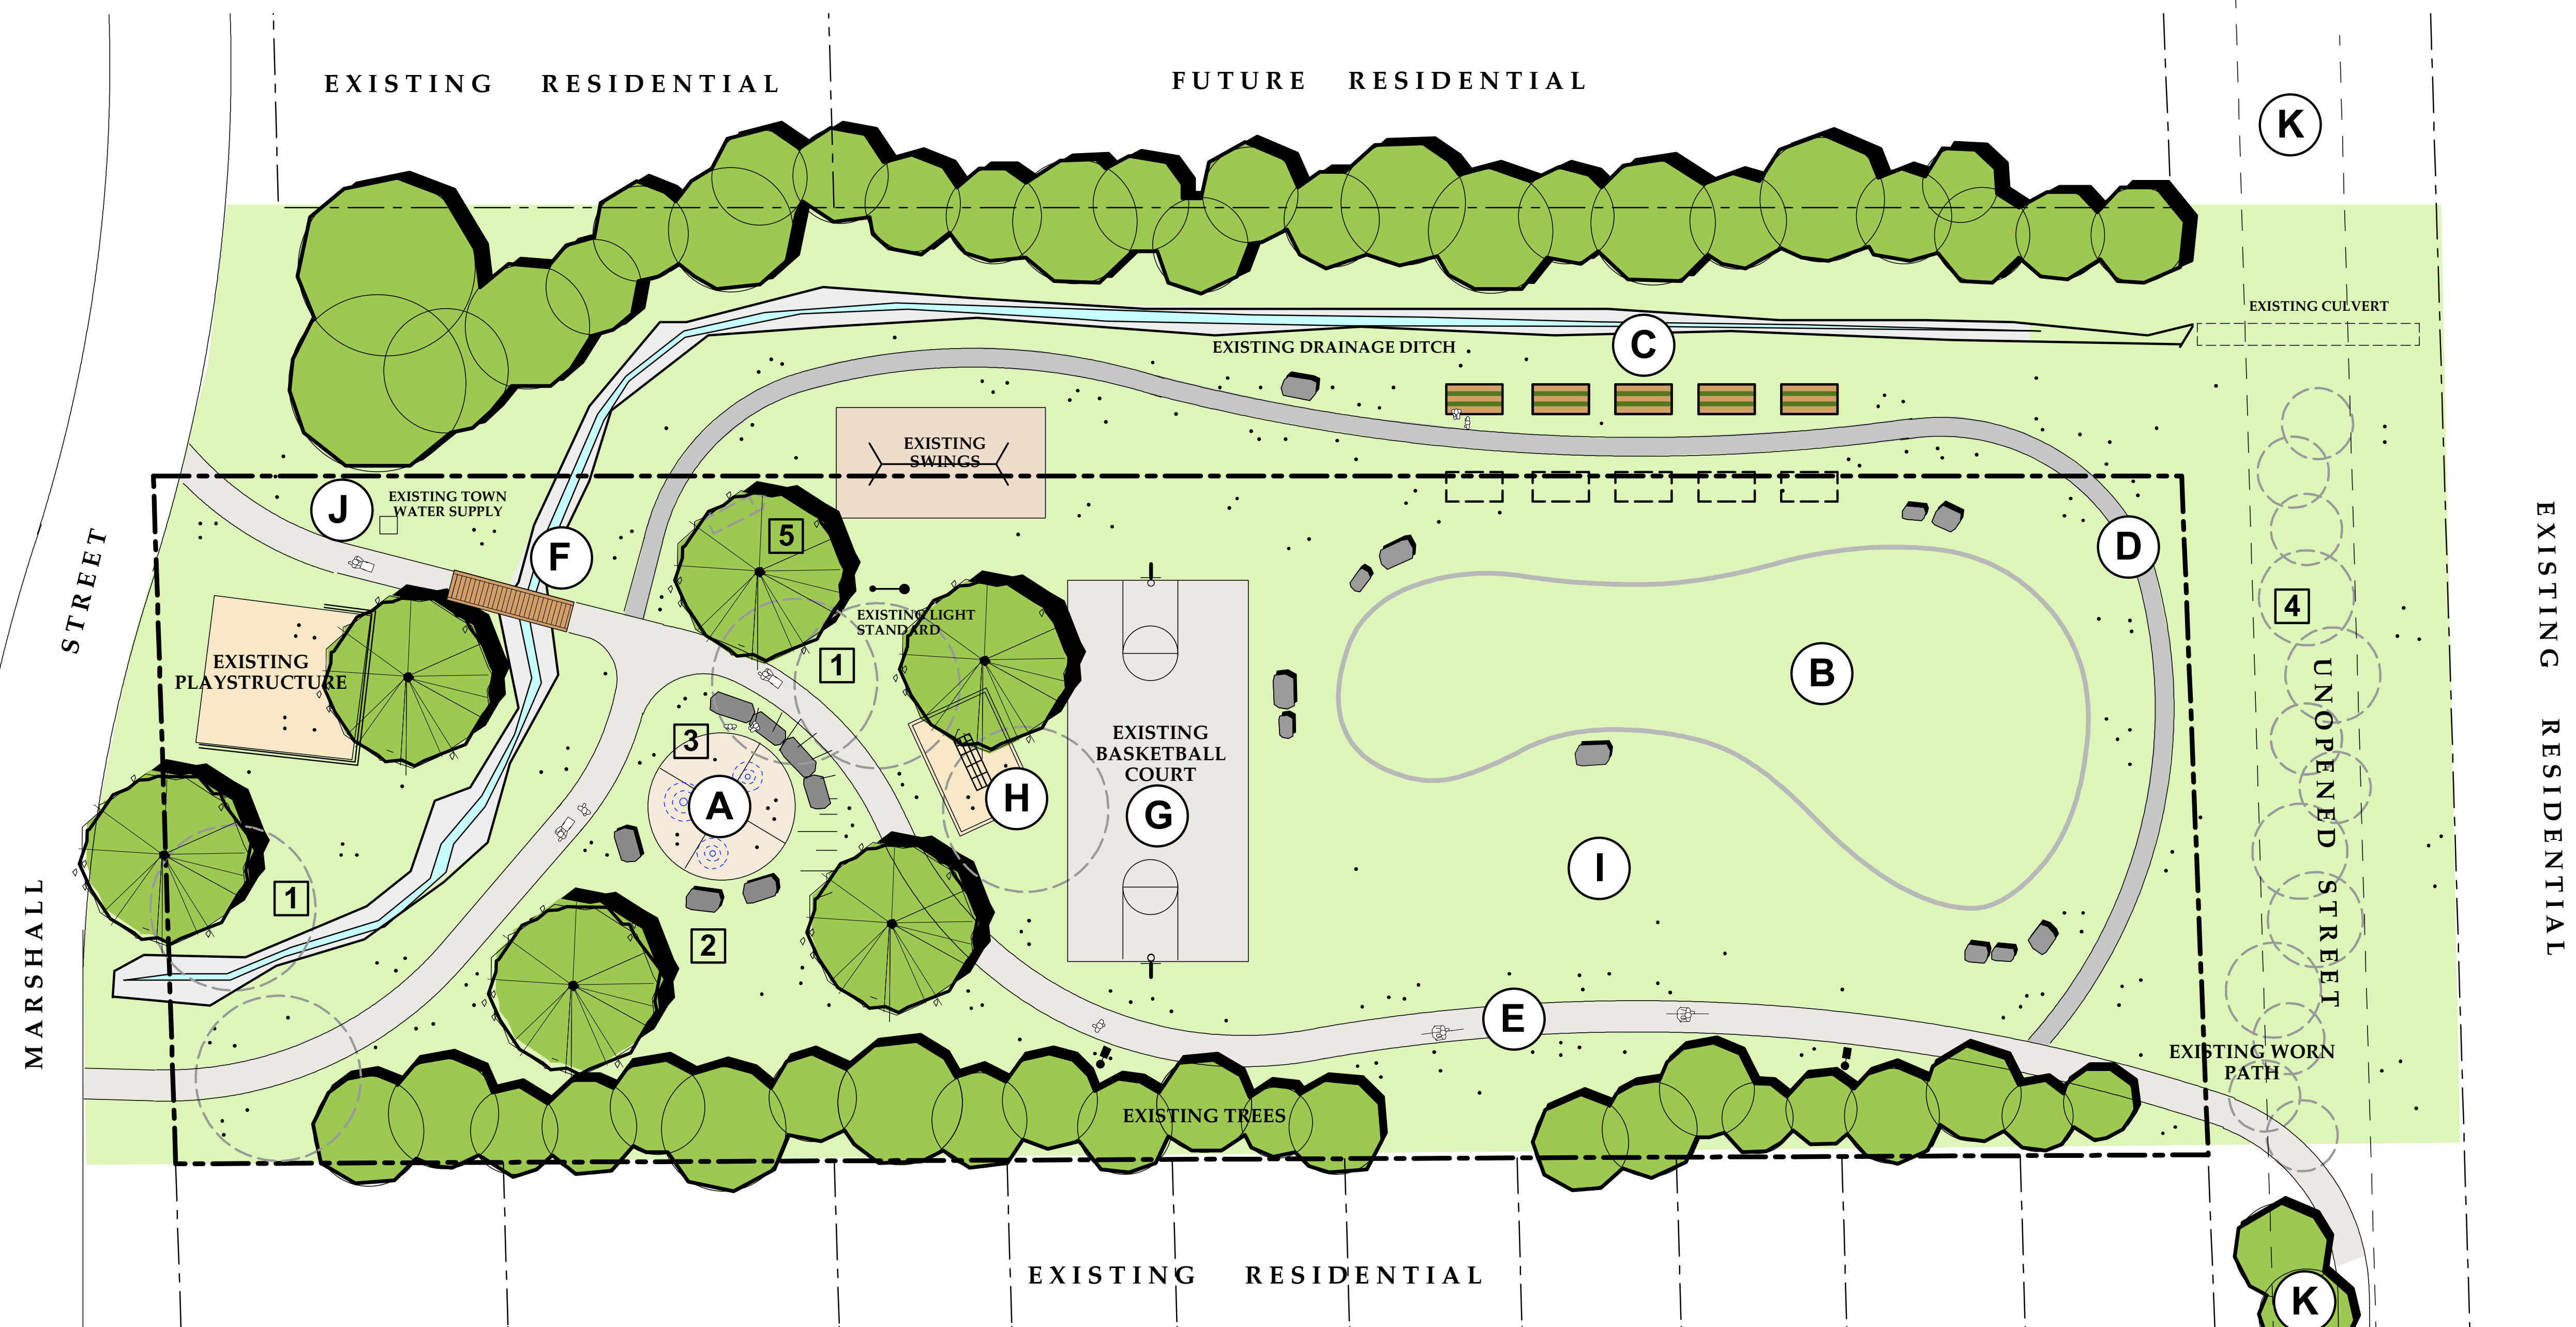 EXISTING RESIDENTIAL
FUTURE RESIDENTIAL
K
EXISTING CULVERT
EXISTING DRAINAGE DITCH
C
EXISTING
SWINGS
J
EXISTING TOWN
WATER SUPPLY
F
5
D
EXISTING LIGHT
STANDARD
1
4
EXISTING
PLAYSTRUCTURE
B
3
A
H
EXISTING
BASKETBALL
COURT
G
I
1
2
E
EXISTING WORN
PATH
EXISTING TREES
MARSHALL STREET
UNOPENED STREET
EXISTING RESIDENTIAL
EXISTING RESIDENTIAL
K